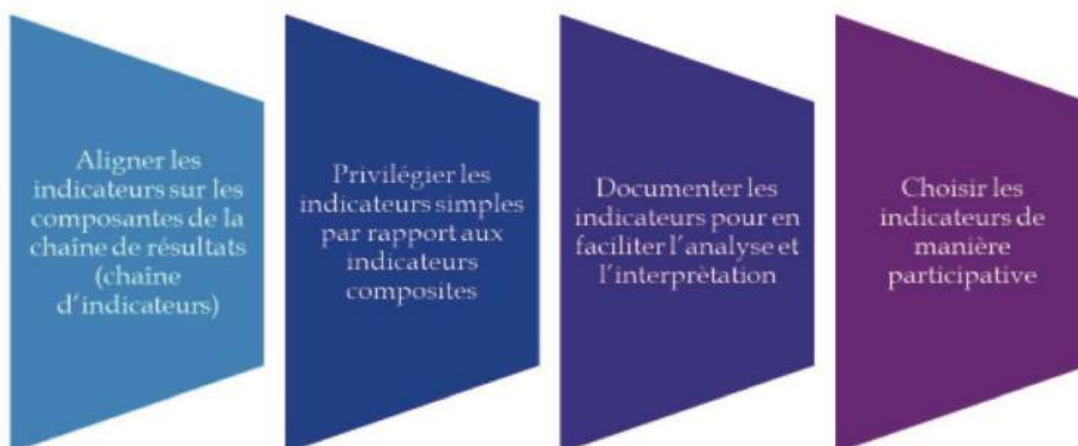 Aligner les
indicateurs sur les
composantes de la
chaîne de résultats
(chaîne
d'indicateurs)
Privilégier les
indicateurs simples
par rapport aux
indicateurs
composites
Documenter les
indicateurs pour en
faciliter l'analyse et
l'interprètation
Choisir les
indicateurs de
manière
participative